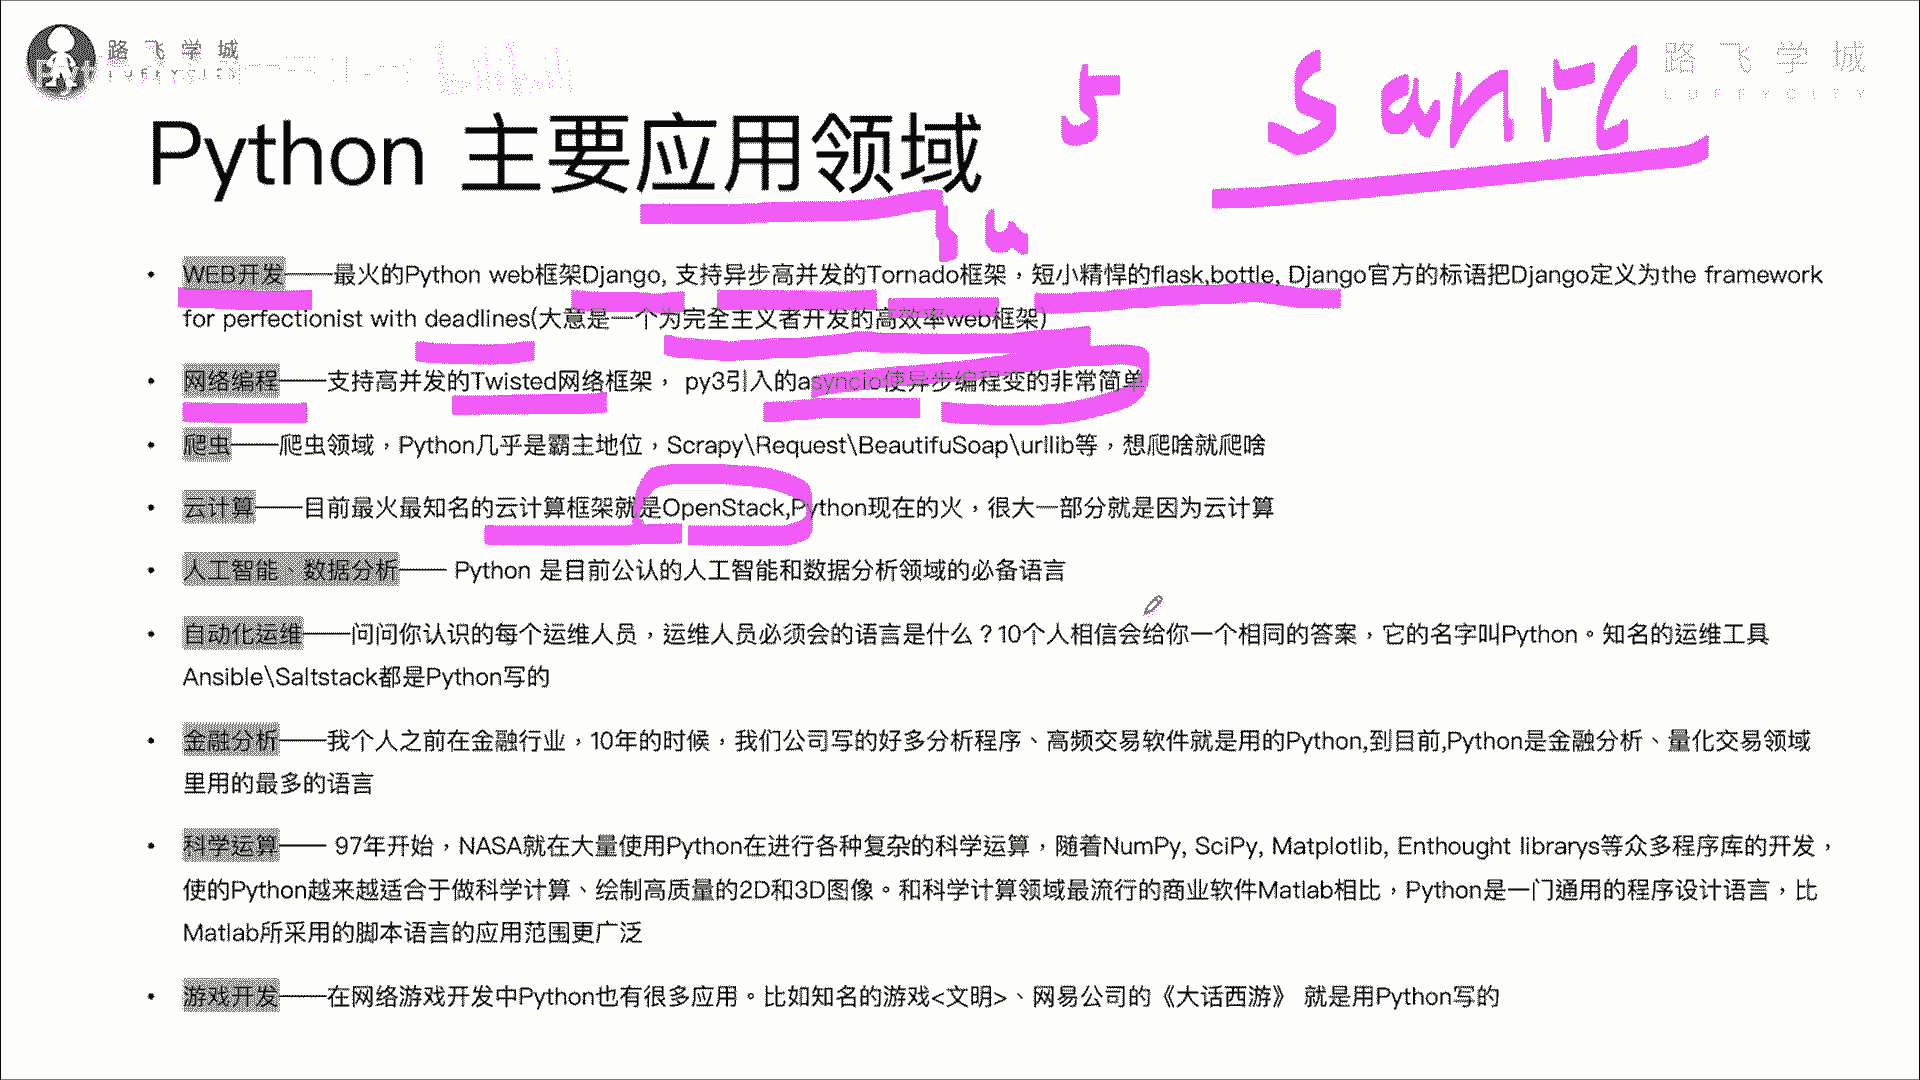 路飞学城
LUFFYCITY
bilibili
路飞学城
LUFFYCITY
5 sanic
Python 主要应用领域
• WEB开发——最火的Python web框架Django, 支持异步高并发的Tornado框架，短小精悍的flask,bottle, Django官方的标语把Django定义为the framework
for perfectionist with deadlines(大意是一个为完全主义者开发的高效率web框架)
• 网络编程——支持高并发的Twisted网络框架， py3引入的asyncio使异步编程变的非常简单
• 爬虫——爬虫领域，Python几乎是霸主地位，Scrapy\Request\BeautifuSoap\urllib等，想爬啥就爬啥
• 云计算——目前最火最知名的云计算框架就是OpenStack,Python现在的火，很大一部分就是因为云计算
• 人工智能、数据分析—— Python 是目前公认的人工智能和数据分析领域的必备语言
• 自动化运维——问问你认识的每个运维人员，运维人员必须会的语言是什么？10个人相信会给你一个相同的答案，它的名字叫Python。知名的运维工具
Ansible\Saltstack都是Python写的
• 金融分析——我个人之前在金融行业，10年的时候，我们公司写的好多分析程序、高频交易软件就是用的Python,到目前,Python是金融分析、量化交易领域
里用的最多的语言
• 科学运算—— 97年开始，NASA就在大量使用Python在进行各种复杂的科学运算，随着NumPy, SciPy, Matplotlib, Enthought librarys等众多程序库的开发，
使的Python越来越适合于做科学计算、绘制高质量的2D和3D图像。和科学计算领域最流行的商业软件Matlab相比，Python是一门通用的程序设计语言，比
Matlab所采用的脚本语言的应用范围更广泛
• 游戏开发——在网络游戏开发中Python也有很多应用。比如知名的游戏<文明>、网易公司的《大话西游》 就是用Python写的